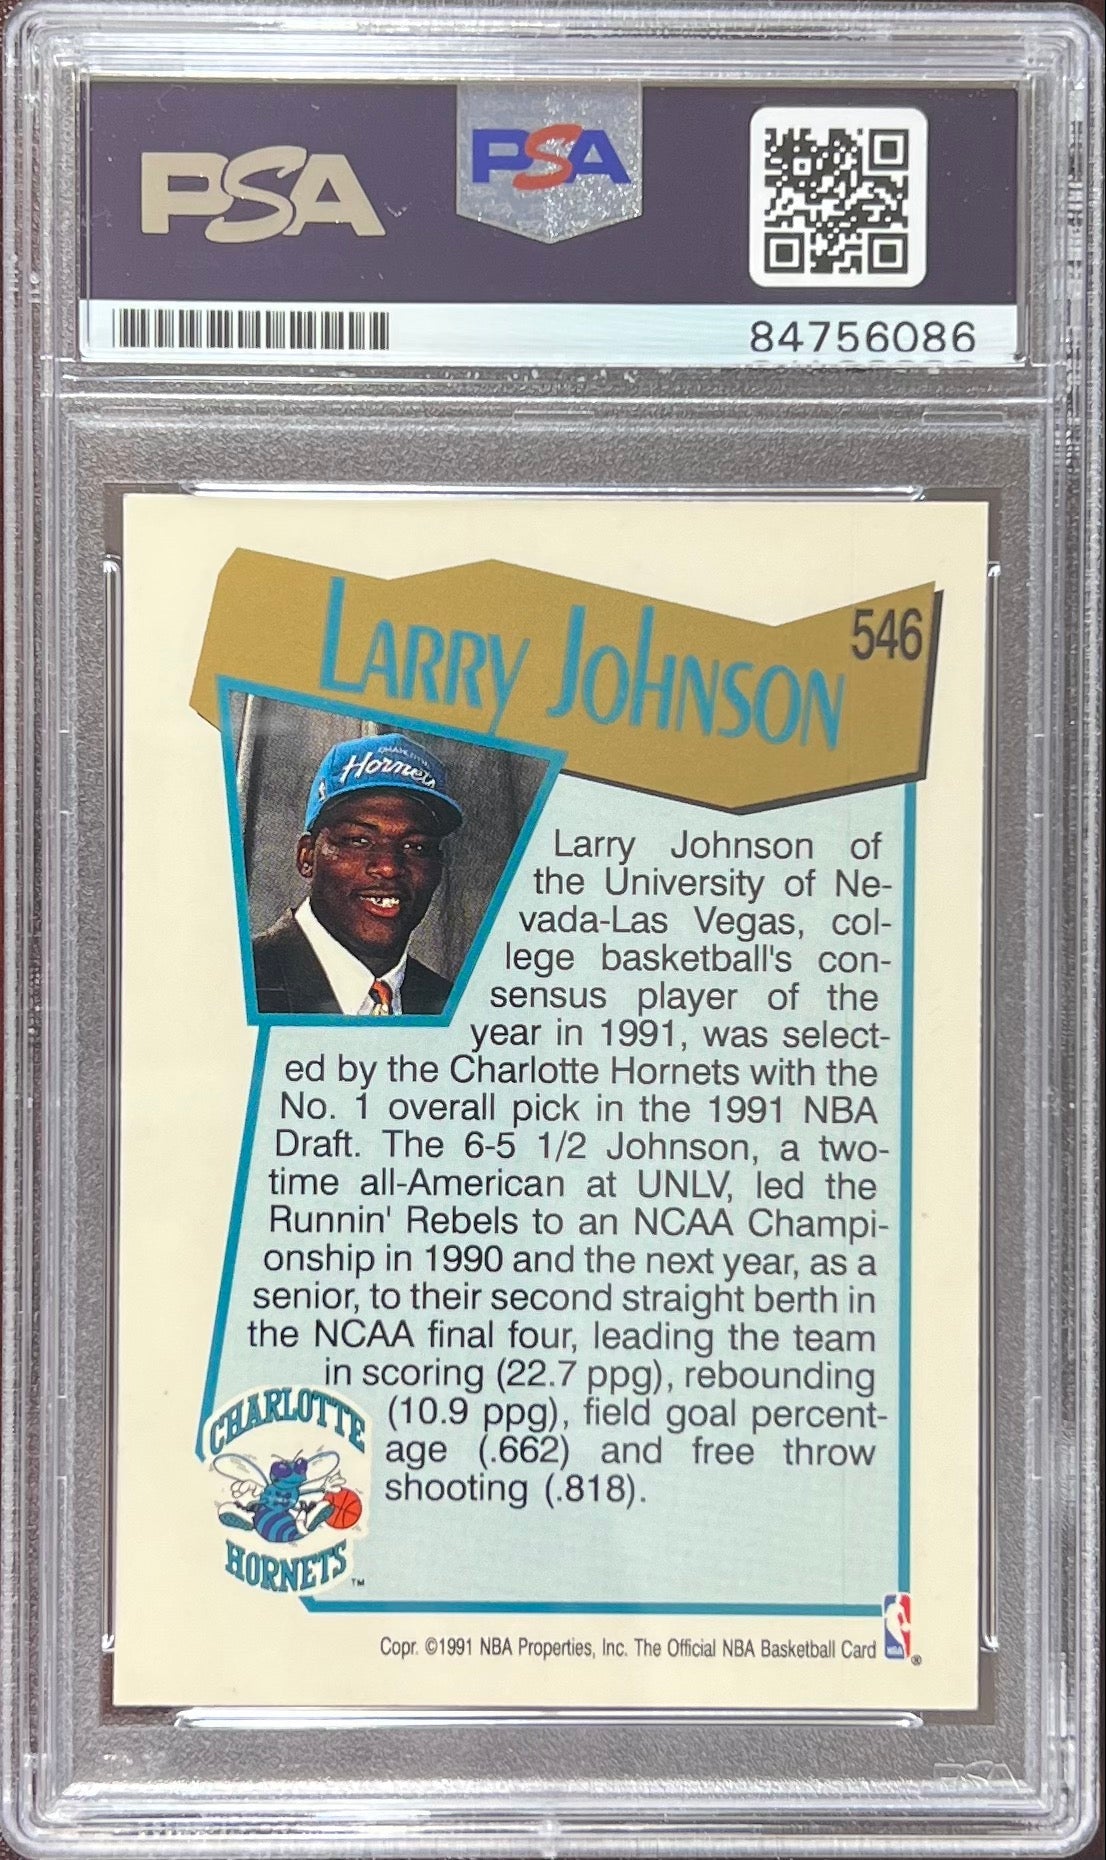 PSA
PSA
84756086
LARRY JOHNSON
546
CHARLOTTE
Hornets
Larry Johnson of
the University of Ne-
vada-Las Vegas, col-
lege basketball's con-
sensus player of the
year in 1991, was select-
ed by the Charlotte Hornets with the
No. 1 overall pick in the 1991 NBA
Draft. The 6-5 1/2 Johnson, a two-
time all-American at UNLV, led the
Runnin' Rebels to an NCAA Champi-
onship in 1990 and the next year, as a
senior, to their second straight berth in
the NCAA final four, leading the team
in scoring (22.7 ppg), rebounding
(10.9 ppg), field goal percent-
age (.662) and free throw
shooting (.818).
CHARLOTTE
HORNETS
™
Copr. ©1991 NBA Properties, Inc. The Official NBA Basketball Card
NBA
®
PSA